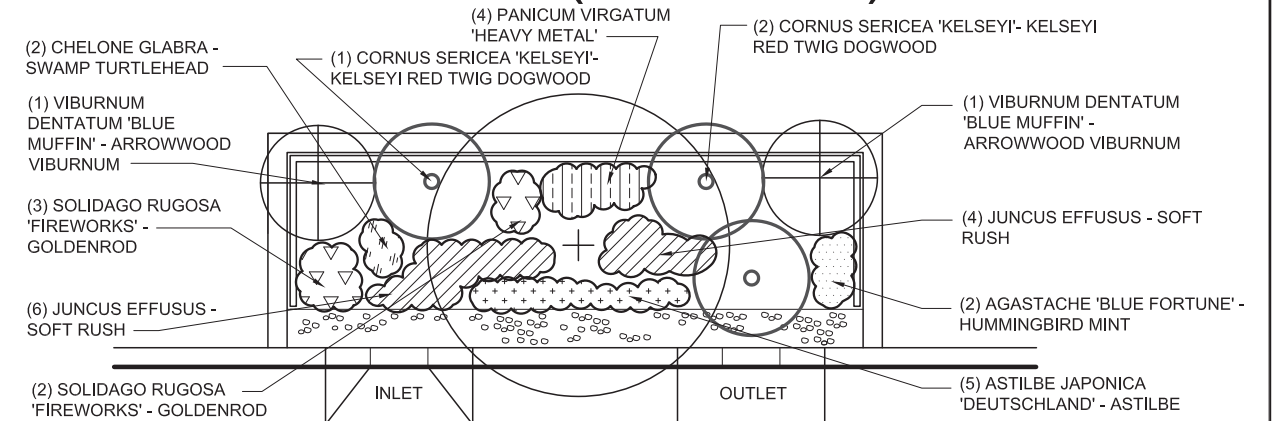 (4) PANICUM VIRGATUM
'HEAVY METAL'
(2) CORNUS SERICEA 'KELSEYI'- KELSEYI
RED TWIG DOGWOOD
(2) CHELONE GLABRA -
SWAMP TURTLEHEAD
(1) CORNUS SERICEA 'KELSEYI'-
KELSEYI RED TWIG DOGWOOD
(1) VIBURNUM
DENTATUM 'BLUE
MUFFIN' - ARROWWOOD
VIBURNUM
(1) VIBURNUM DENTATUM
'BLUE MUFFIN' -
ARROWWOOD VIBURNUM
(3) SOLIDAGO RUGOSA
'FIREWORKS' -
GOLDENROD
(4) JUNCUS EFFUSUS - SOFT
RUSH
(6) JUNCUS EFFUSUS -
SOFT RUSH
(2) AGASTACHE 'BLUE FORTUNE' -
HUMMINGBIRD MINT
(2) SOLIDAGO RUGOSA
'FIREWORKS' - GOLDENROD
INLET
OUTLET
(5) ASTILBE JAPONICA
'DEUTSCHLAND' - ASTILBE